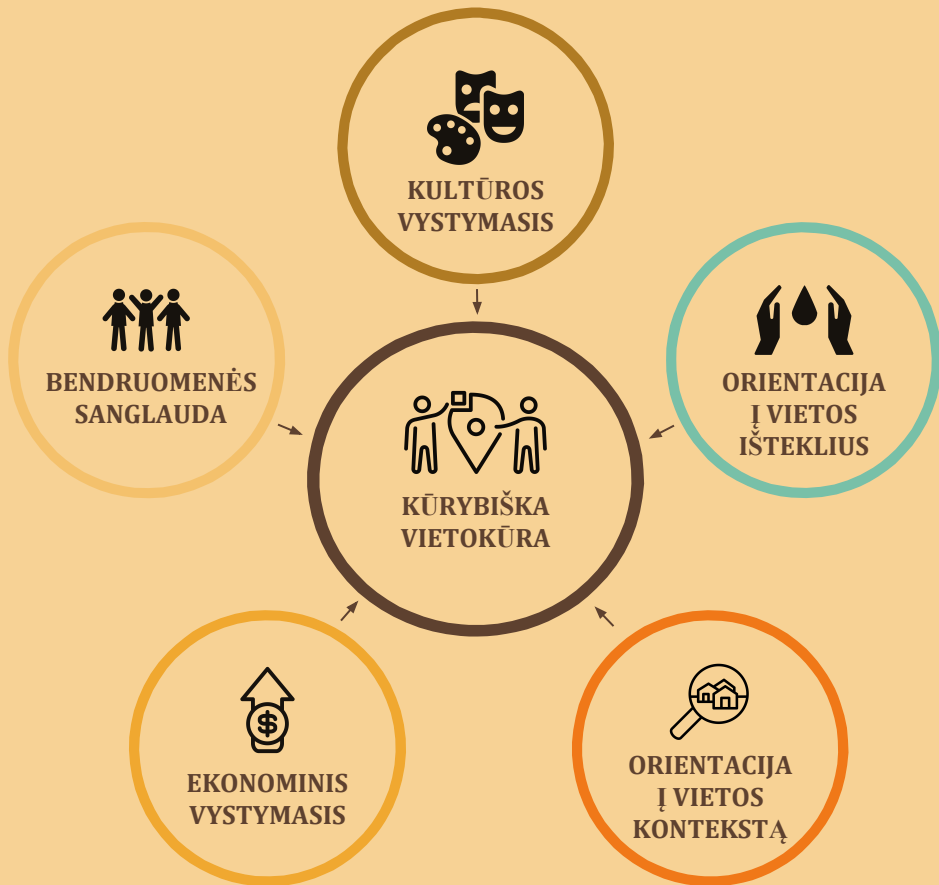 KULTŪROS
VYSTYMASIS
BENDRUOMENĖS
SANGLAUDA
ORIENTACIJA
Į VIETOS
IŠTEKLIUS
KŪRYBIŠKA
VIETOKŪRA
$
EKONOMINIS
VYSTYMASIS
ORIENTACIJA
Į VIETOS
KONTEKSTĄ